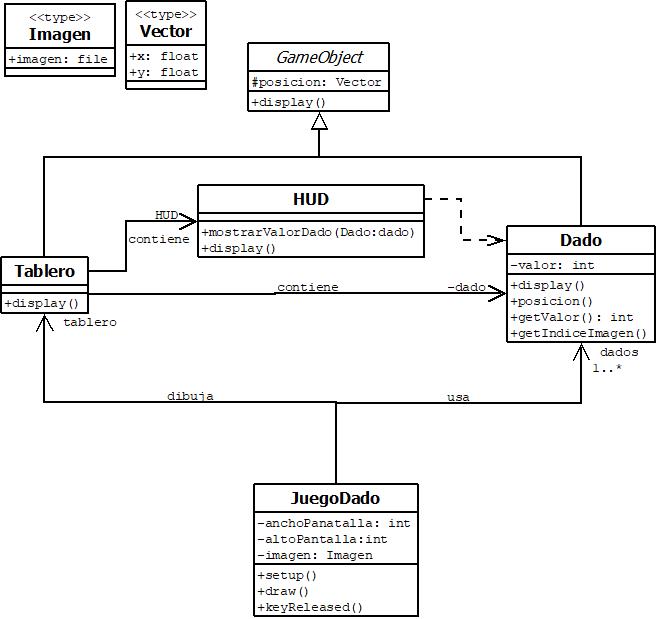 <<type>>
Imagen
+imagen: file
<<type>>
Vector
+x: float
+y: float
GameObject
#posicion: Vector
+display()
HUD
+mostrarValorDado(Dado:dado)
+display()
HUD
contiene
Dado
-valor: int
+display()
+posicion()
+getValor(): int
+getIndiceImagen()
Tablero
+display()
contiene
-dado
tablero
dados
1..*
dibuja
usa
JuegoDado
-anchoPanatalla: int
-altoPantalla:int
-imagen: Imagen
+setup()
+draw()
+keyReleased()